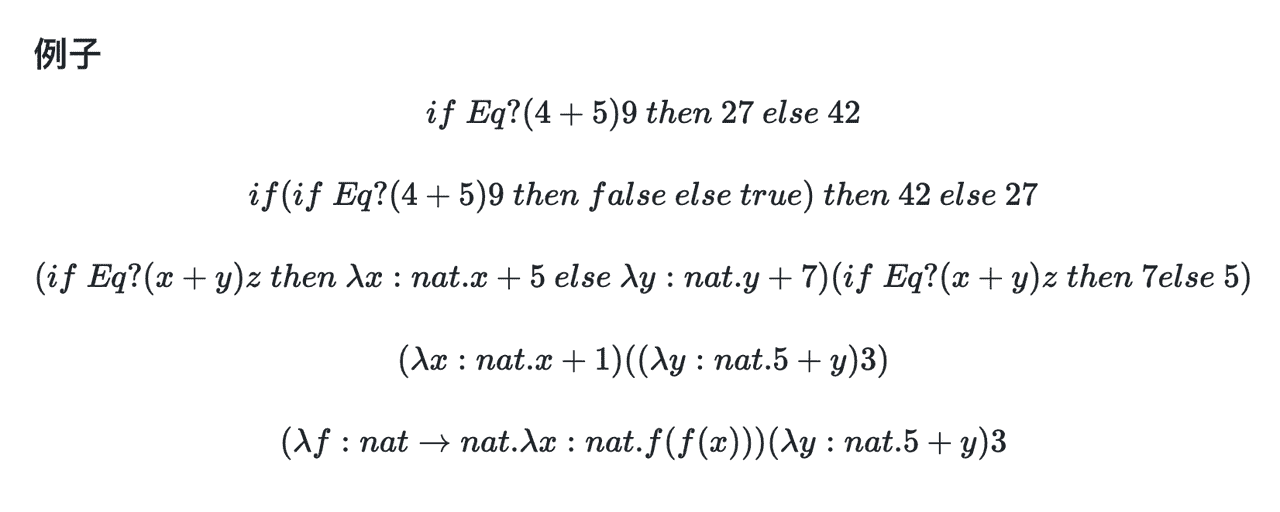 例子
if Eq?(4 + 5)9 then 27 else 42
if(if Eq?(4 + 5)9 then false else true) then 42 else 27
(if Eq?(x + y)z then λx : nat.x + 5 else λy : nat.y + 7)(if Eq?(x + y)z then 7else 5)
(λx : nat.x + 1)((λy : nat.5 + y)3)
(λf : nat → nat.λx : nat.f(f(x)))(λy : nat.5 + y)3